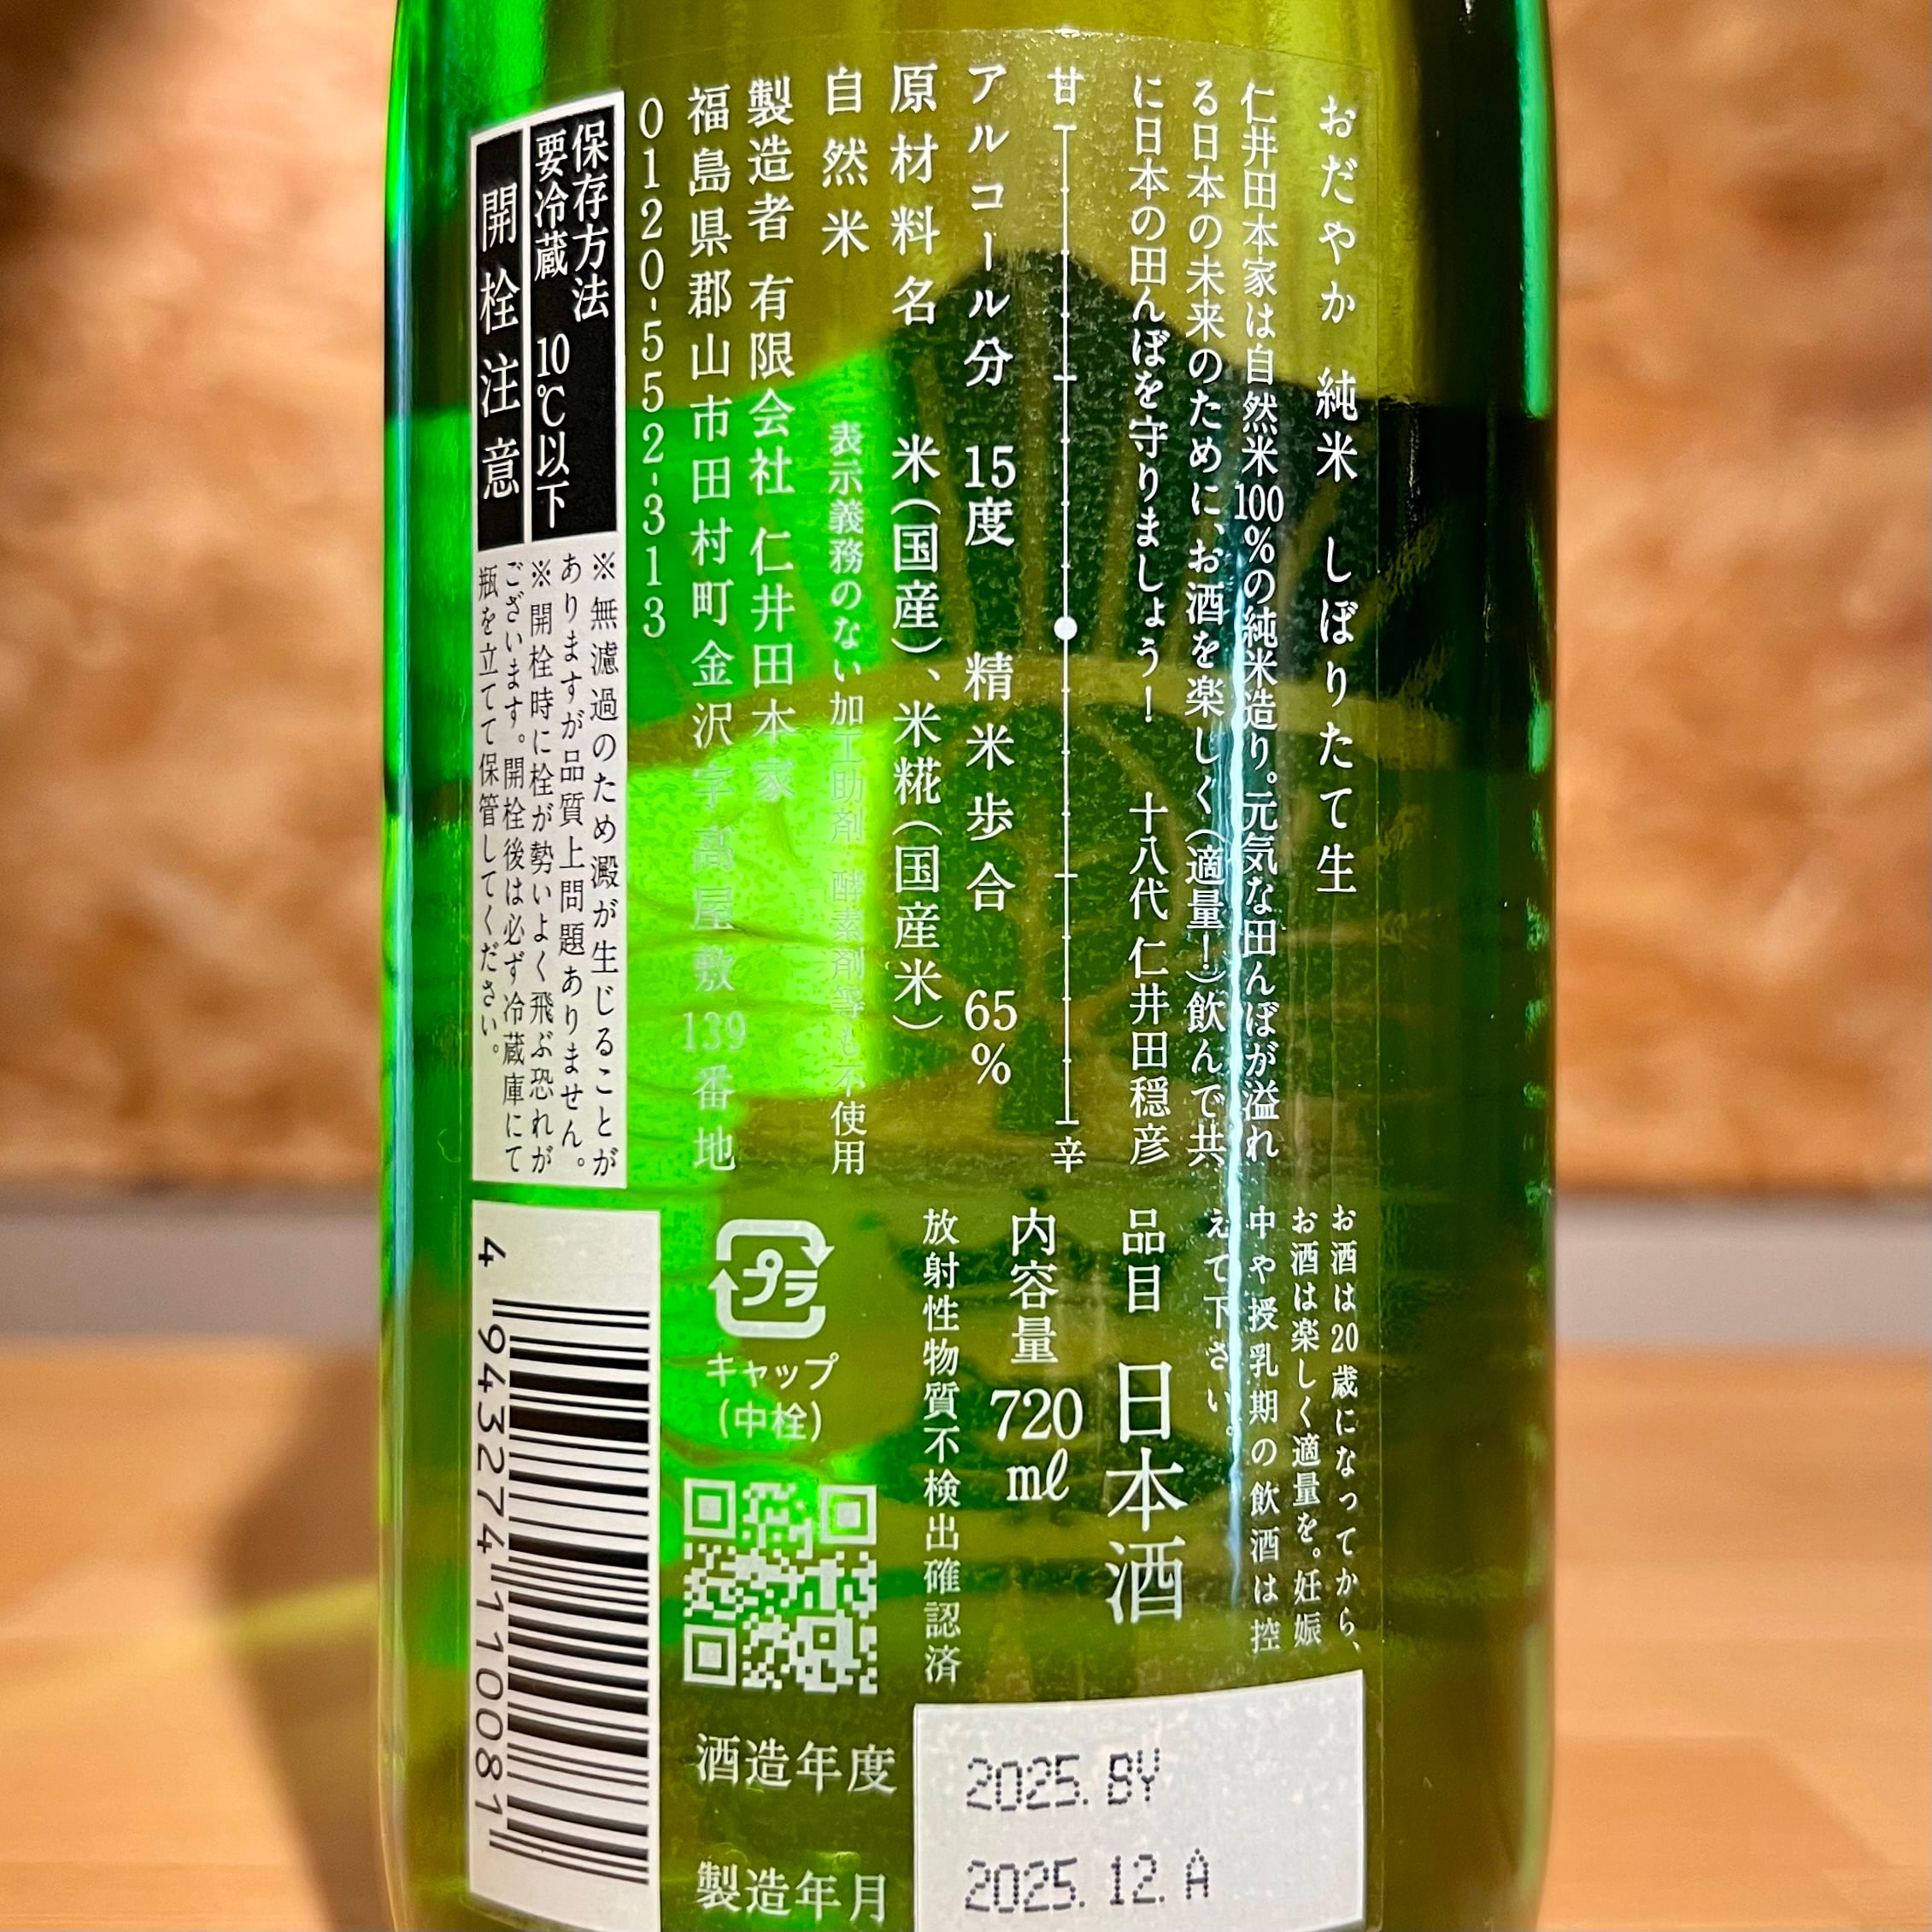 おだやか 純米 しぼりたて生
仁井田本家は自然米100%の純米造り。元気な田んぼが溢れ
る日本の未来のために、お酒を楽しく(適量!)飲んで共
に日本の田んぼを守りましょう! 十八代 仁井田穏彦
甘 辛
アルコール分 15度 精米歩合 65%
原材料名 米(国産)、米糀(国産米)
自然米 表示義務のない加工助剤・酵素剤等も不使用
製造者 有限会社 仁井田本家
福島県郡山市田村町金沢字高屋敷139番地
0120-552-313
保存方法
要冷蔵 10℃以下
開栓注意
※無濾過のため澱が生じることが
ありますが品質上問題ありません。
※開栓時に栓が勢いよく飛ぶ恐れが
ございます。開栓後は必ず冷蔵庫にて
瓶を立てて保管してください。
お酒は20歳になってから、
お酒は楽しく適量を。妊娠
中や授乳期の飲酒は控
えて下さい。
品目 日本酒
内容量 720ml
放射性物質不検出確認済
プラ
キャップ
(中栓)
4 943274 110081
酒造年度 2025.BY
製造年月 2025.12.A